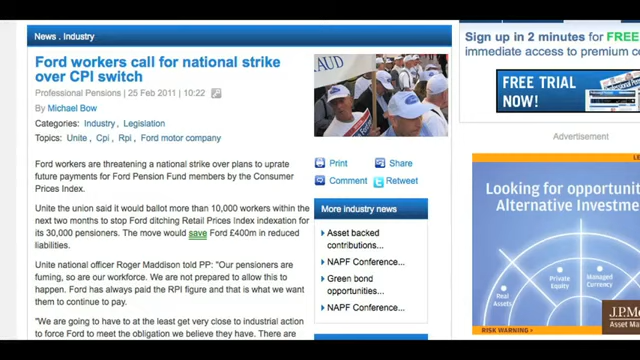 News . Industry
Ford workers call for national strike
over CPI switch
Professional Pensions | 25 Feb 2011 | 10:22
By Michael Bow
Categories: Industry , Legislation
Topics: Unite , Cpi , Rpi , Ford motor company
Ford workers are threatening a national strike over plans to uprate
future payments for Ford Pension Fund members by the Consumer
Prices Index.
Unite the union said it would ballot more than 10,000 workers within the
next two months to stop Ford ditching Retail Prices Index indexation for
its 30,000 pensioners. The move would save Ford £400m in reduced
liabilities.
Unite national officer Roger Maddison told PP: "Our pensioners are
fuming, so are our workforce. We are not prepared to allow this to
happen. Ford has always paid the RPI figure and that is what we want
them to continue to pay.
"We are going to have to at the least get very close to industrial action
to force Ford to meet the obligation we believe they have. There are
RAUD
Print
Share
Comment
Retweet
More industry news
Asset backed
contributions...
NAPF Conference...
Green bond
opportunities...
NAPF Conference...
Sign up in 2 minutes for FREE
immediate access to premium co
FREE TRIAL
NOW!
Advertisement
Looking for opportuni
Alternative Investme
Real
Assets
Private
Equity
Managed
Currency
RISK WARNING
J.P.Mo
Asset Ma